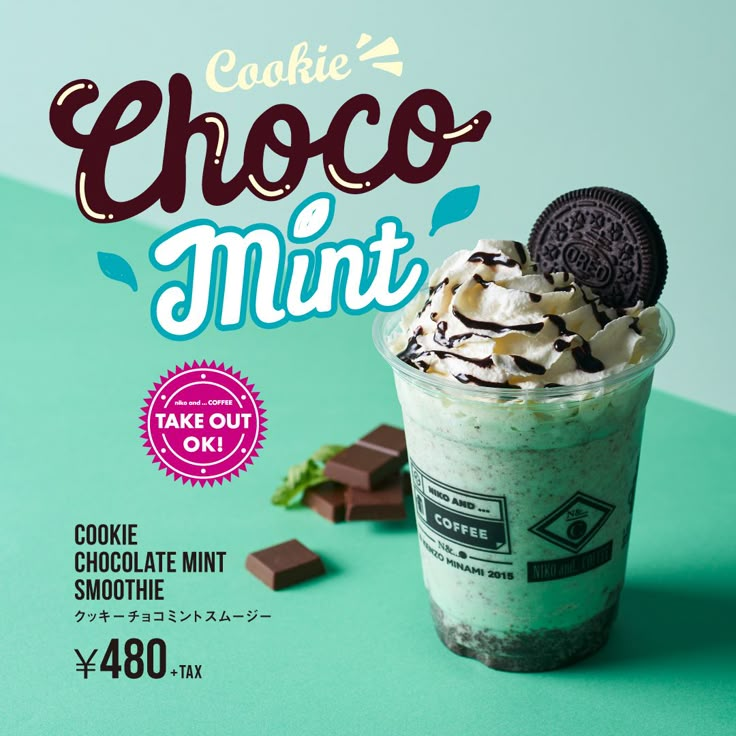 Cookie
Choco
Mint
OREO
niko and ... COFFEE
TAKE OUT
OK!
NIKO AND ...
COFFEE
N&...
KENZO MINAMI 2015
N&...
NIKO and... COFFEE
COOKIE
CHOCOLATE MINT
SMOOTHIE
クッキーチョコミントスムージー
¥480 +TAX